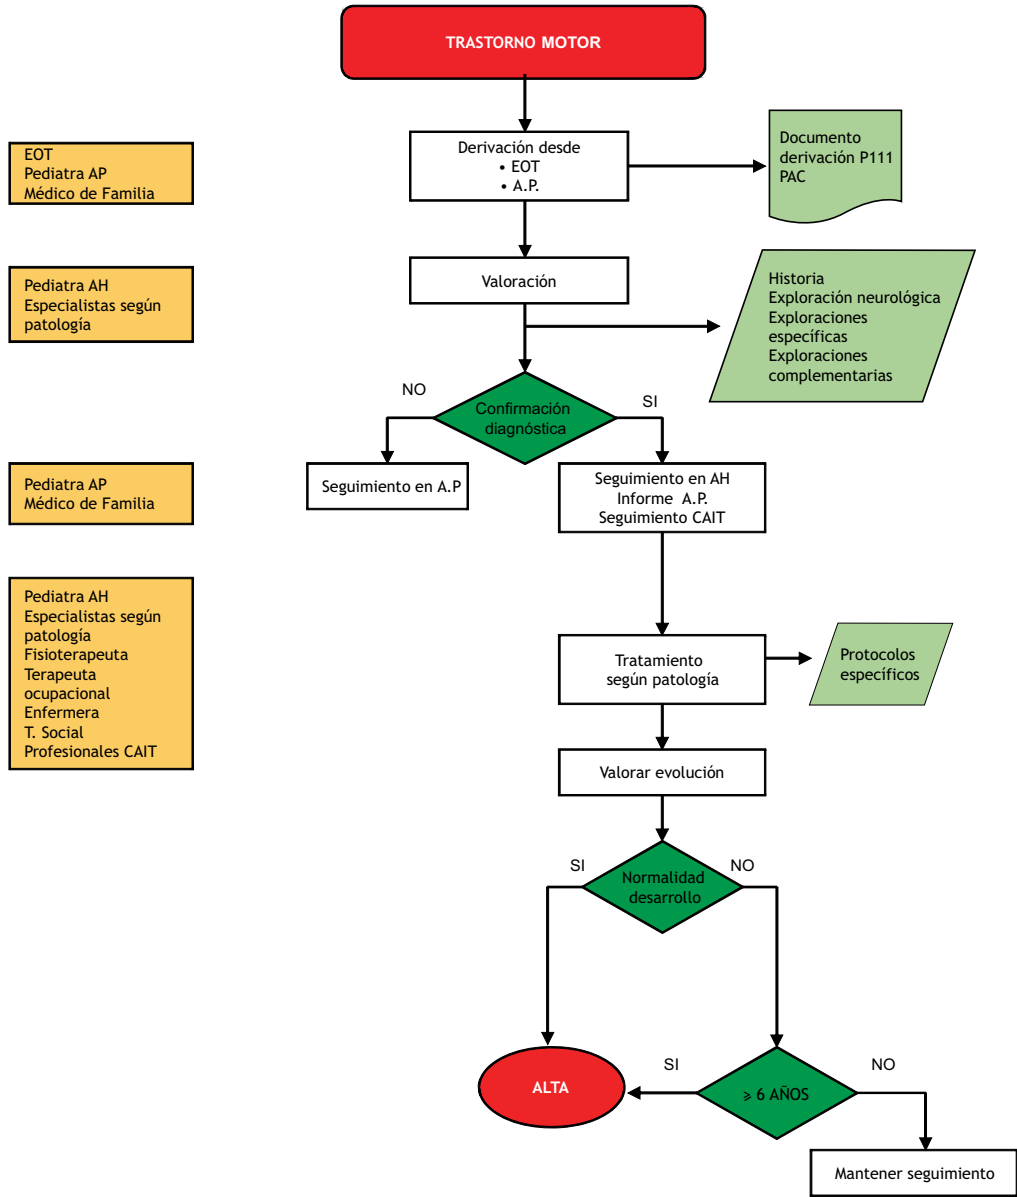 TRASTORNO MOTOR
EOT
Pediatra AP
Médico de Familia
Derivación desde
• EOT
• A.P.
Documento
derivación P111
PAC
Pediatra AH
Especialistas según
patología
Valoración
Historia
Exploración neurológica
Exploraciones
específicas
Exploraciones
complementarias
NO
Confirmación
diagnóstica
SI
Pediatra AP
Médico de Familia
Seguimiento en A.P
Seguimiento en AH
Informe A.P.
Seguimiento CAIT
Pediatra AH
Especialistas según
patología
Fisioterapeuta
Terapeuta
ocupacional
Enfermera
T. Social
Profesionales CAIT
Tratamiento
según patología
Protocolos
específicos
Valorar evolución
SI
Normalidad
desarrollo
NO
ALTA
SI
⩾ 6 AÑOS
NO
Mantener seguimiento